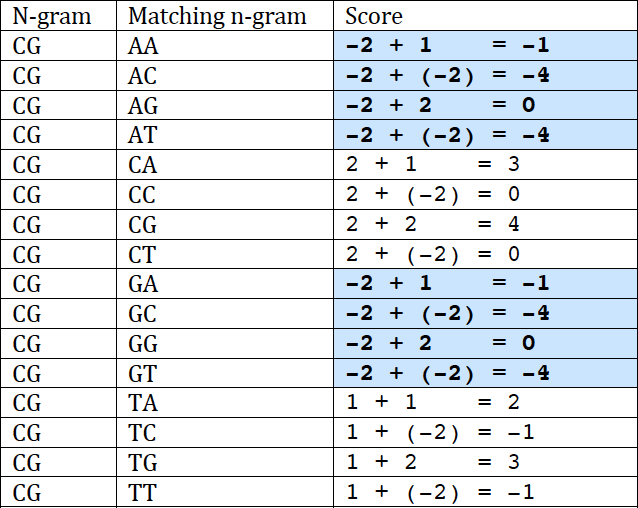 N-gram Matching n-gram Score
CG AA -2 + 1 = -1
CG AC -2 + (-2) = -4
CG AG -2 + 2 = 0
CG AT -2 + (-2) = -4
CG CA 2 + 1 = 3
CG CC 2 + (-2) = 0
CG CG 2 + 2 = 4
CG CT 2 + (-2) = 0
CG GA -2 + 1 = -1
CG GC -2 + (-2) = -4
CG GG -2 + 2 = 0
CG GT -2 + (-2) = -4
CG TA 1 + 1 = 2
CG TC 1 + (-2) = -1
CG TG 1 + 2 = 3
CG TT 1 + (-2) = -1